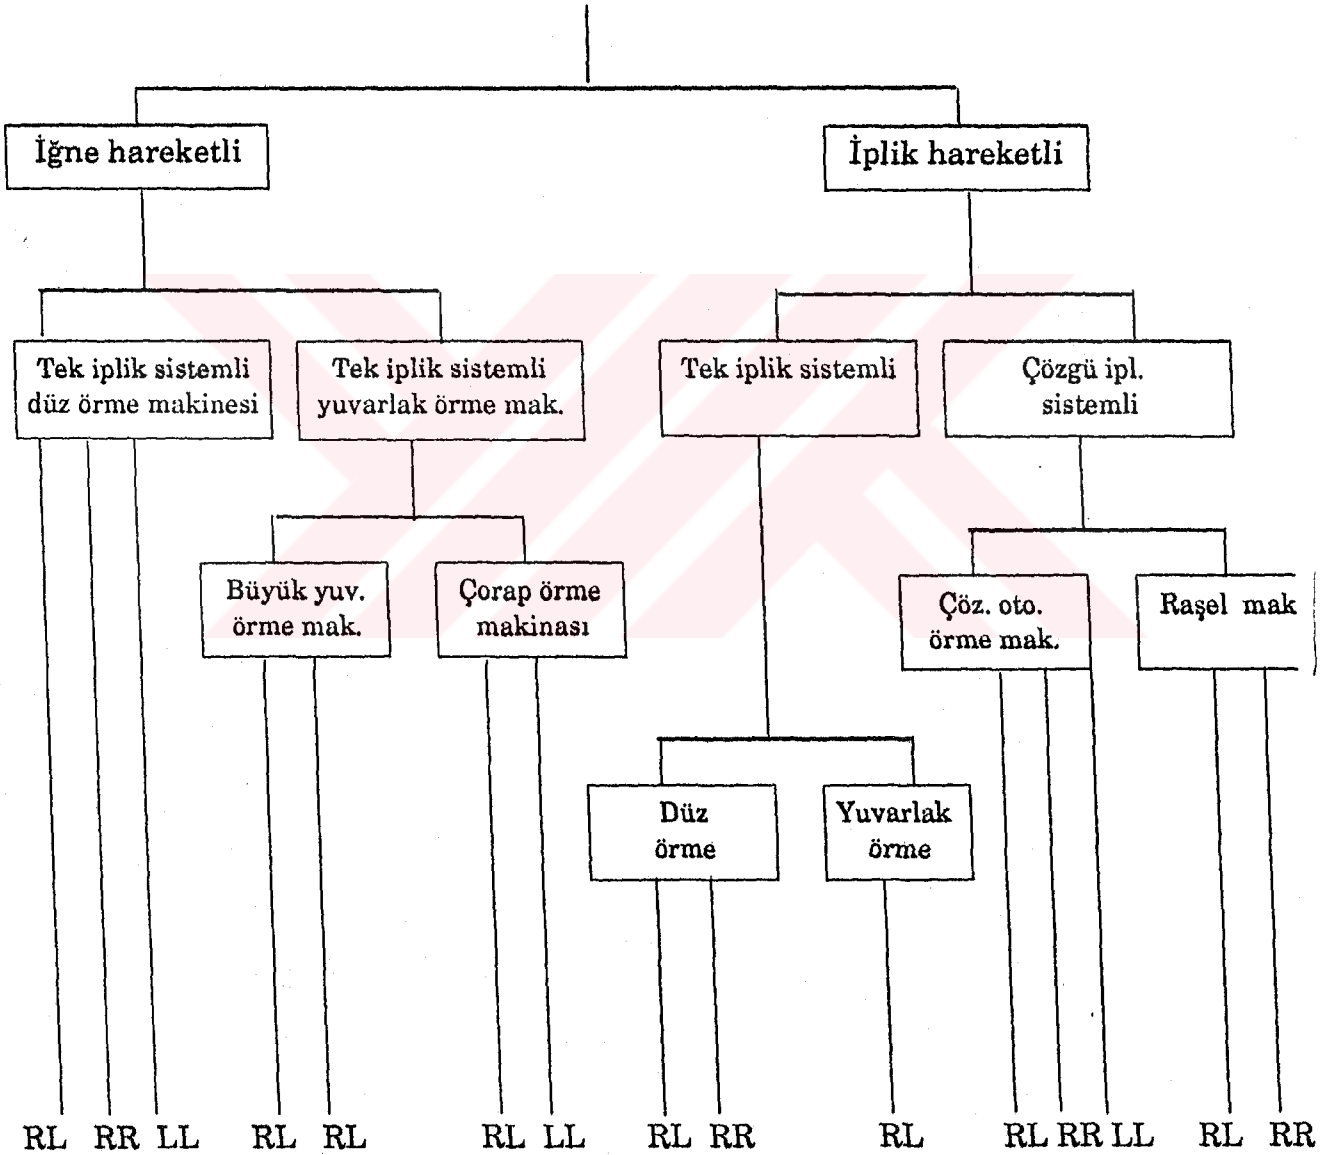 İğne hareketli
İplik hareketli
Tek iplik sistemli
düz örme makinesi
Tek iplik sistemli
yuvarlak örme mak.
Tek iplik sistemli
Çözgü ipl.
sistemli
Büyük yuv.
örme mak.
Çorap örme
makinası
Çöz. oto.
örme mak.
Raşel mak
Düz
örme
Yuvarlak
örme
RL RR LL RL RL RL LL RL RR RL RL RR LL RL RR